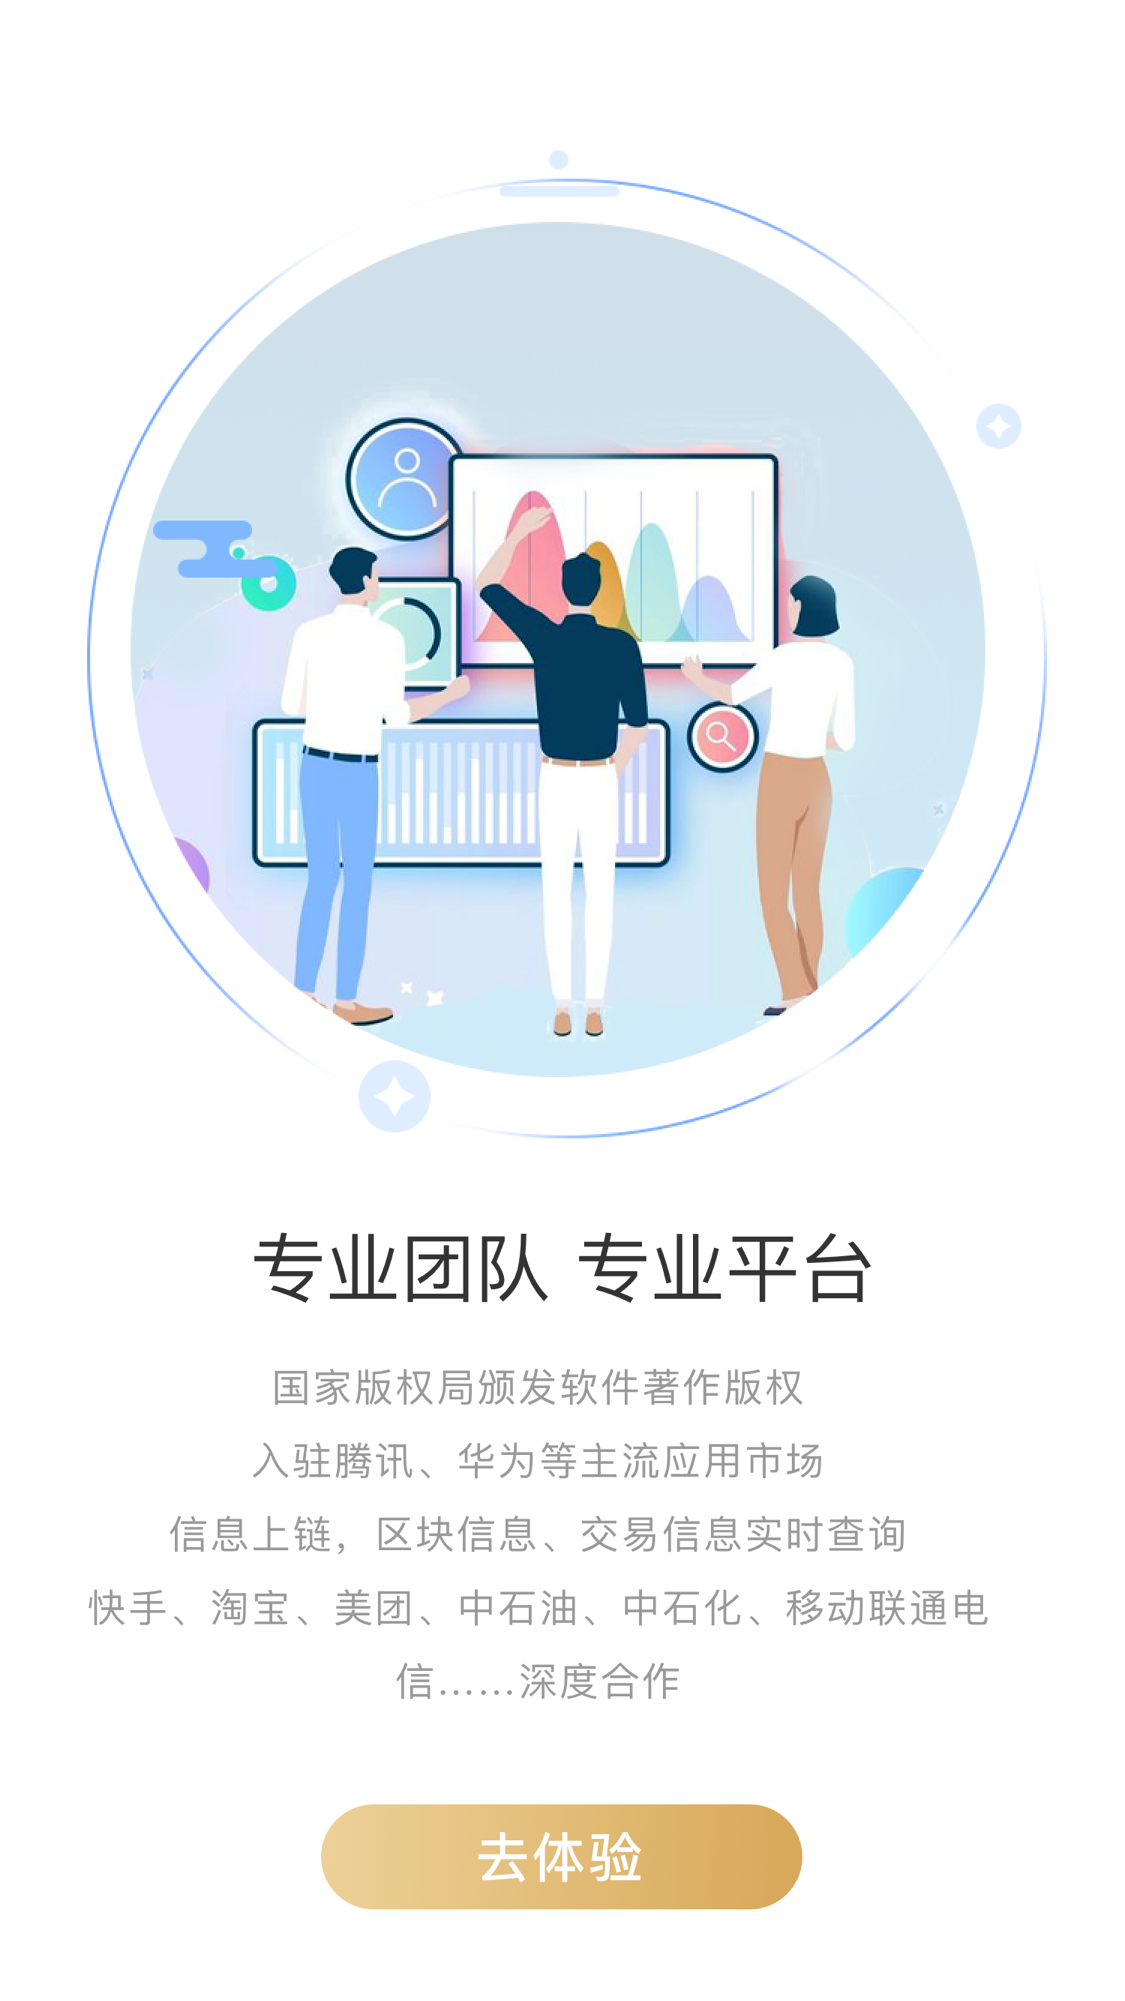 专业团队 专业平台
国家版权局颁发软件著作版权
入驻腾讯、华为等主流应用市场
信息上链，区块信息、交易信息实时查询
快手、淘宝、美团、中石油、中石化、移动联通电
信……深度合作
去体验